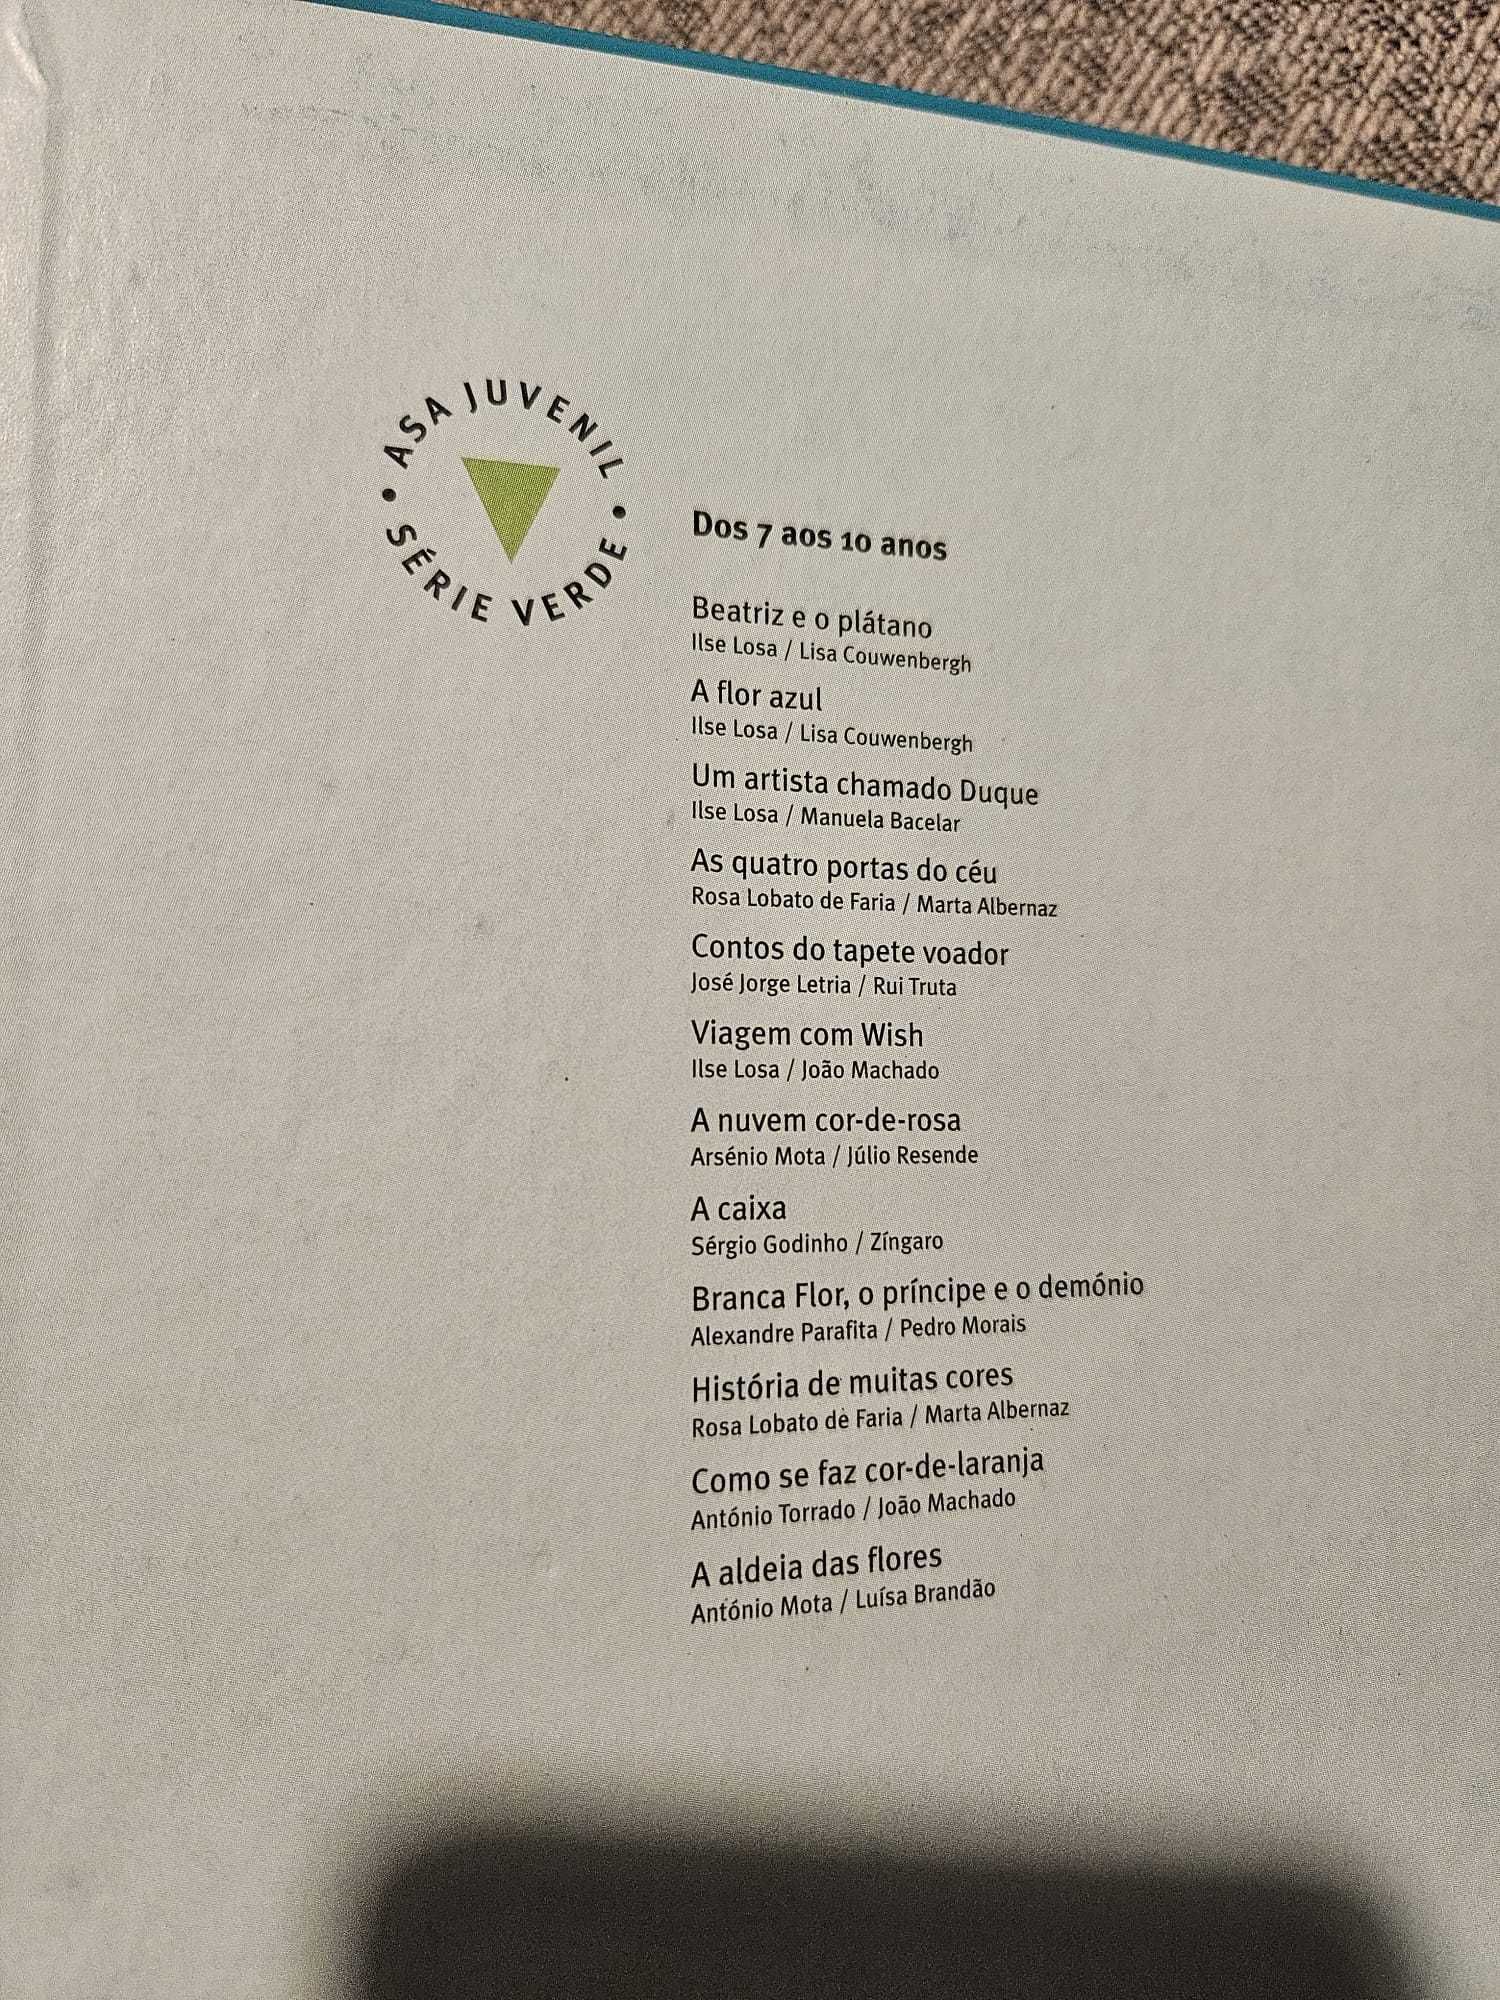 ASA JUVENIL
• SÉRIE VERDE •
Dos 7 aos 10 anos
Beatriz e o plátano
Ilse Losa / Lisa Couwenbergh
A flor azul
Ilse Losa / Lisa Couwenbergh
Um artista chamado Duque
Ilse Losa / Manuela Bacelar
As quatro portas do céu
Rosa Lobato de Faria / Marta Albernaz
Contos do tapete voador
José Jorge Letria / Rui Truta
Viagem com Wish
Ilse Losa / João Machado
A nuvem cor-de-rosa
Arsénio Mota / Júlio Resende
A caixa
Sérgio Godinho / Zíngaro
Branca Flor, o príncipe e o demónio
Alexandre Parafita / Pedro Morais
História de muitas cores
Rosa Lobato de Faria / Marta Albernaz
Como se faz cor-de-laranja
António Torrado / João Machado
A aldeia das flores
António Mota / Luísa Brandão